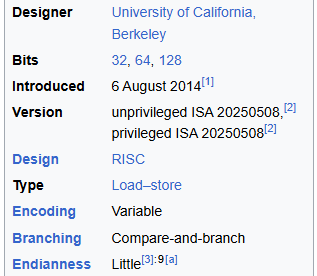 Designer University of California,
Berkeley
Bits 32, 64, 128
Introduced 6 August 2014[1]
Version unprivileged ISA 20250508,[2]
privileged ISA 20250508[2]
Design RISC
Type Load–store
Encoding Variable
Branching Compare-and-branch
Endianness Little[3]:9[a]